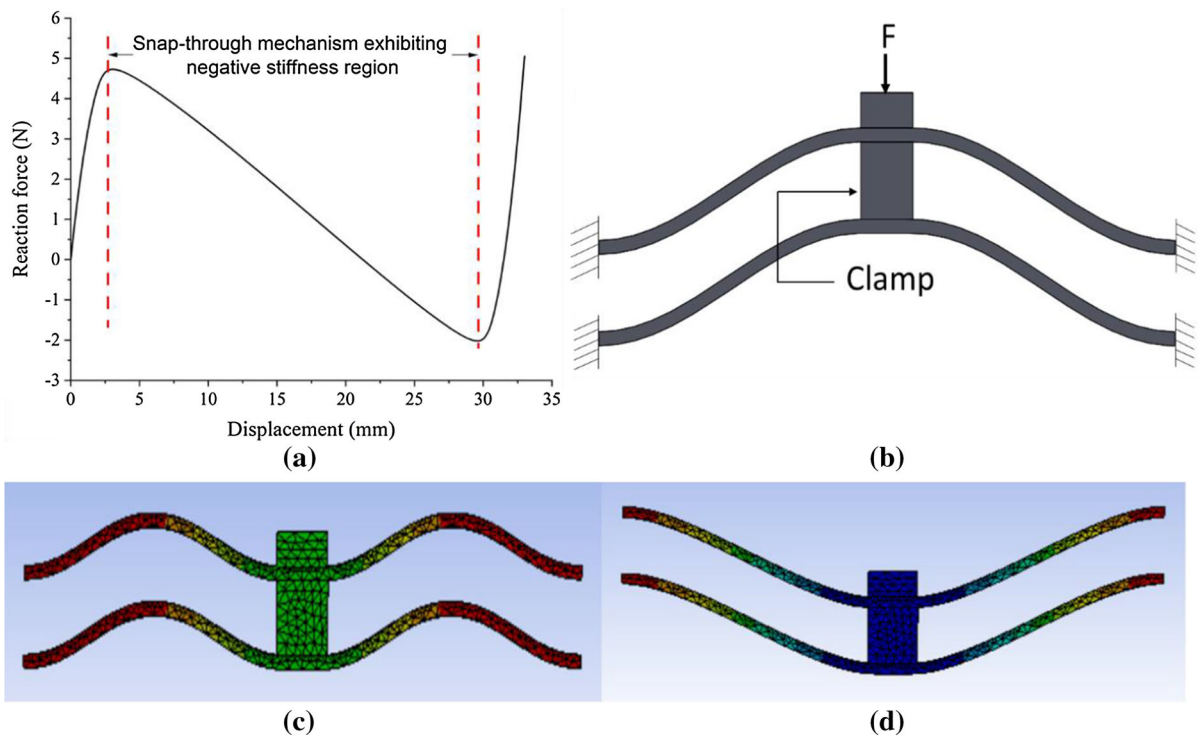 6
5
4
3
2
1
0
-1
-2
-3
Reaction force (N)
Snap-through mechanism exhibiting
negative stiffness region
0 5 10 15 20 25 30 35
Displacement (mm)
(a)
F
Clamp
(b)
(c)
(d)